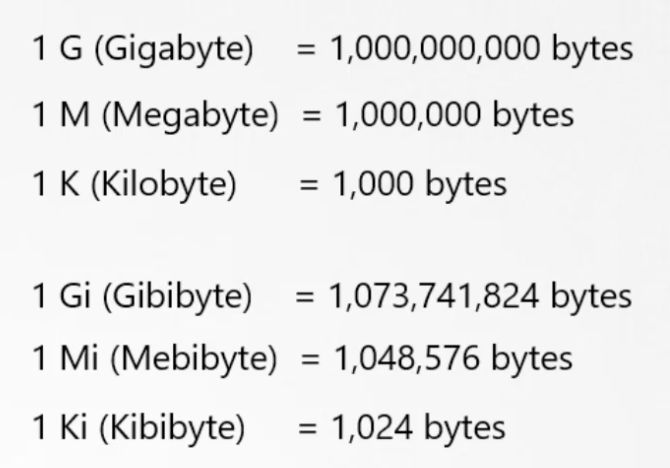 1 G (Gigabyte) = 1,000,000,000 bytes
1 M (Megabyte) = 1,000,000 bytes
1 K (Kilobyte) = 1,000 bytes
1 Gi (Gibibyte) = 1,073,741,824 bytes
1 Mi (Mebibyte) = 1,048,576 bytes
1 Ki (Kibibyte) = 1,024 bytes